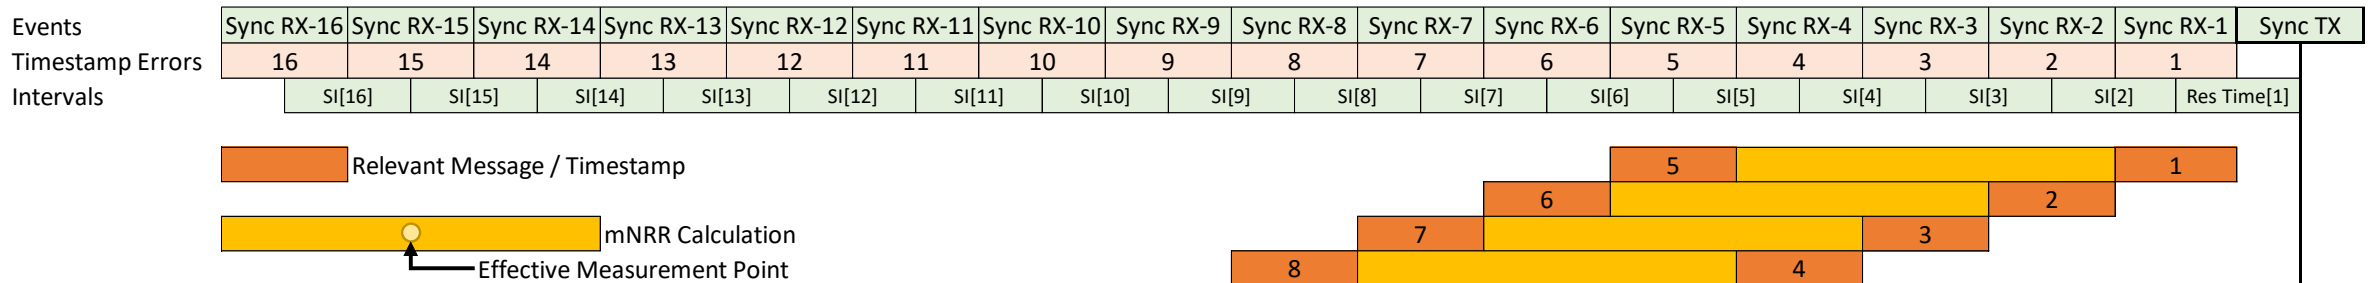 Events Sync RX-16 Sync RX-15 Sync RX-14 Sync RX-13 Sync RX-12 Sync RX-11 Sync RX-10 Sync RX-9 Sync RX-8 Sync RX-7 Sync RX-6 Sync RX-5 Sync RX-4 Sync RX-3 Sync RX-2 Sync RX-1 Sync TX
Timestamp Errors 16 15 14 13 12 11 10 9 8 7 6 5 4 3 2 1
Intervals SI[16] SI[15] SI[14] SI[13] SI[12] SI[11] SI[10] SI[9] SI[8] SI[7] SI[6] SI[5] SI[4] SI[3] SI[2] Res Time[1]
Relevant Message / Timestamp 5 1
6 2
mNRR Calculation 7 3
Effective Measurement Point 8 4